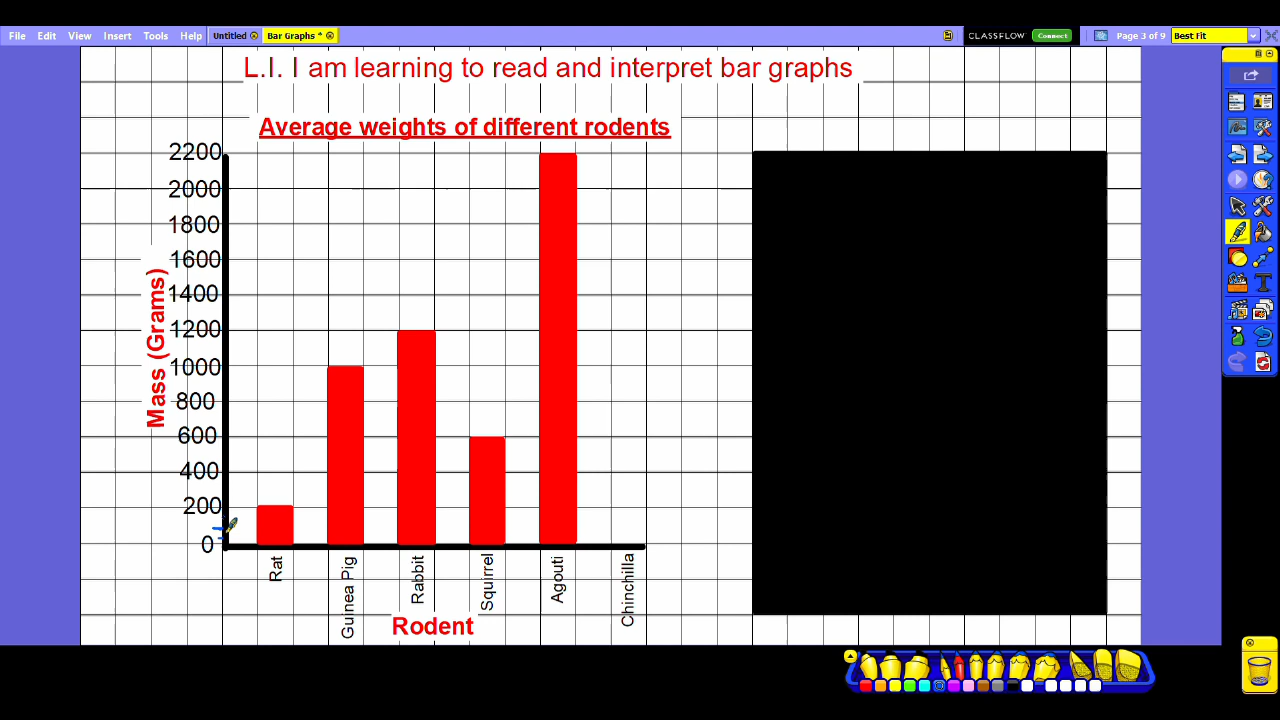 File Edit View Insert Tools Help Untitled Bar Graphs * CLASSFLOW Connect Page 3 of 9 Best Fit
L.I. I am learning to read and interpret bar graphs
Average weights of different rodents
2200
2000
1800
1600
1400
1200
1000
800
600
400
200
0
Mass (Grams)
Rat
Guinea Pig
Rabbit
Squirrel
Agouti
Chinchilla
Rodent